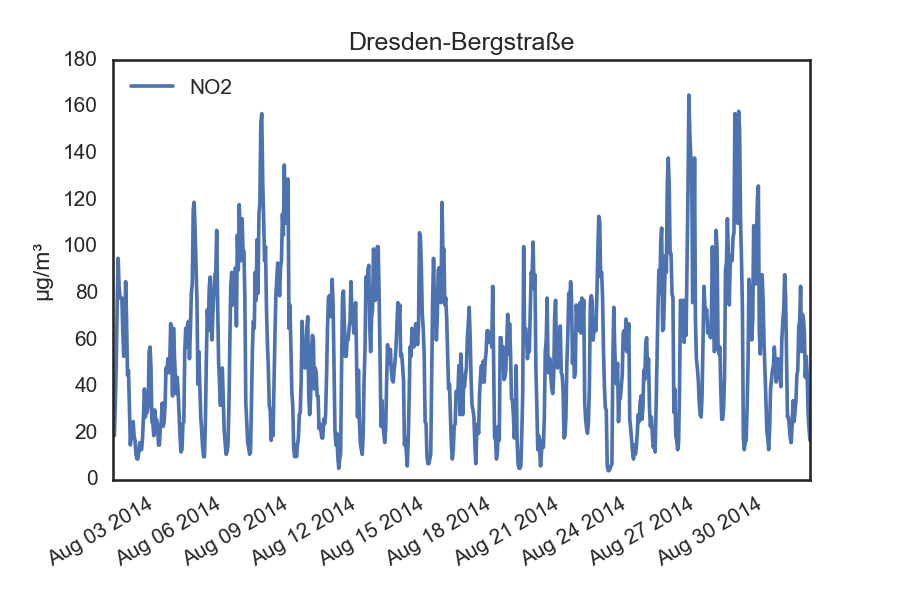 Dresden-Bergstraße
180
160
140
120
100
80
60
40
20
0
µg/m³
NO2
Aug 03 2014
Aug 06 2014
Aug 09 2014
Aug 12 2014
Aug 15 2014
Aug 18 2014
Aug 21 2014
Aug 24 2014
Aug 27 2014
Aug 30 2014